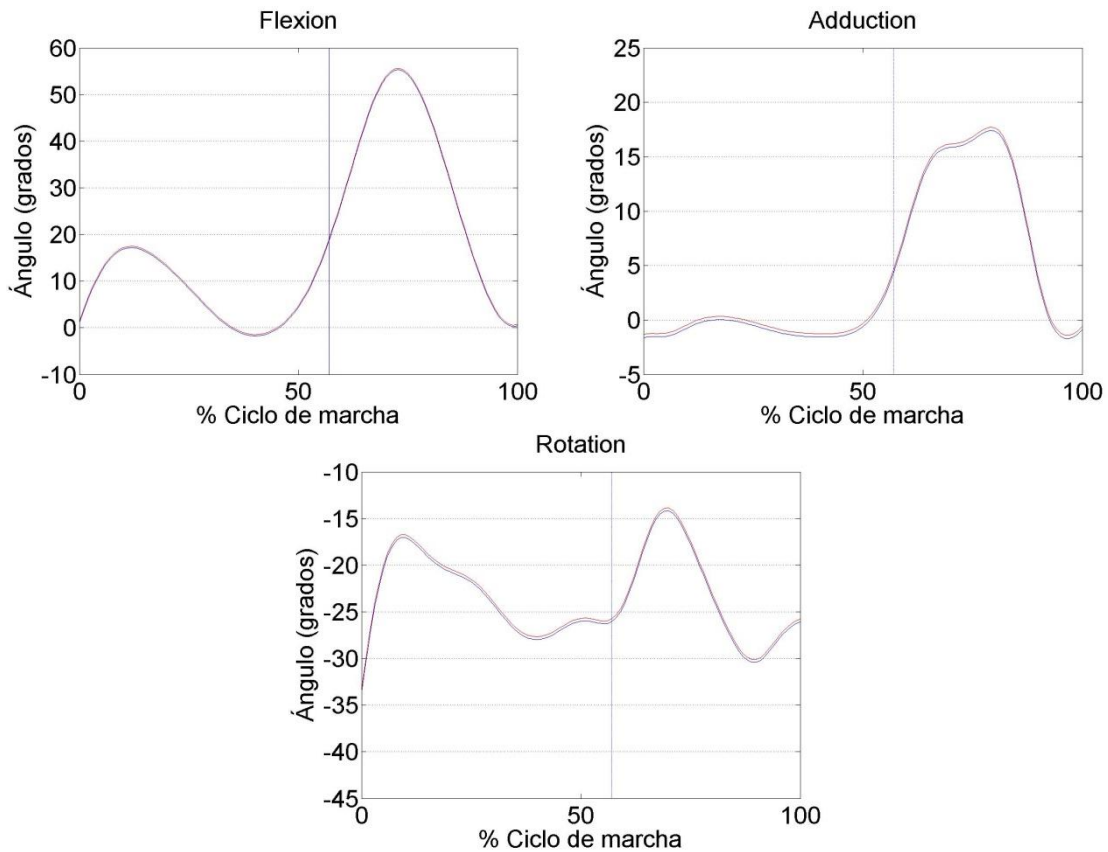 Flexion
60
50
40
30
20
10
0
-10
Ángulo (grados)
0 50 100
% Ciclo de marcha
Adduction
25
20
15
10
5
0
-5
Ángulo (grados)
0 50 100
% Ciclo de marcha
Rotation
-10
-15
-20
-25
-30
-35
-40
-45
Ángulo (grados)
0 50 100
% Ciclo de marcha